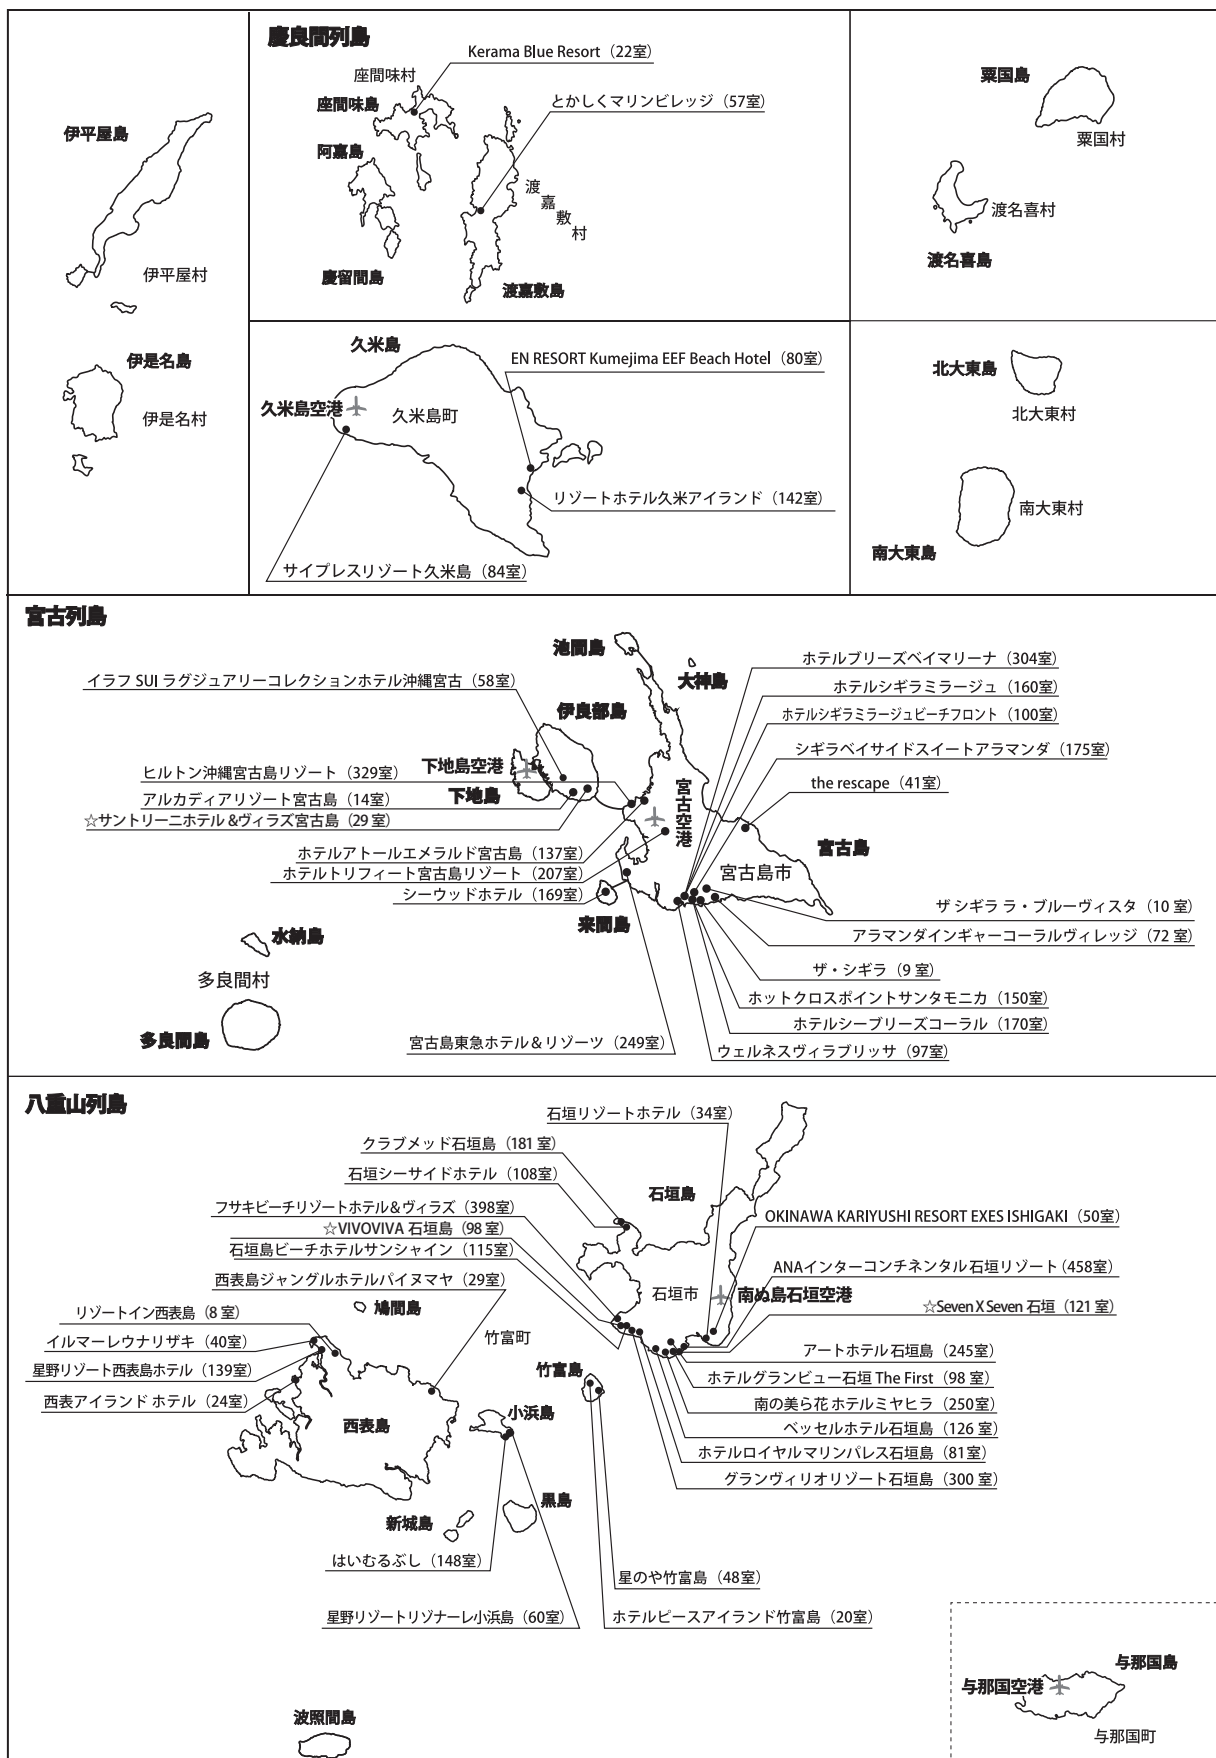 伊平屋島
伊平屋村
伊是名島
伊是名村
慶良間列島
Kerama Blue Resort（22室）
座間味村
座間味島
とかしくマリンビレッジ（57室）
阿嘉島
渡嘉敷村
慶留間島
渡嘉敷島
粟国島
粟国村
渡名喜村
渡名喜島
久米島
EN RESORT Kumejima EEF Beach Hotel（80室）
久米島空港
久米島町
リゾートホテル久米アイランド（142室）
サイプレスリゾート久米島（84室）
北大東島
北大東村
南大東村
南大東島
宮古列島
池間島
大神島
ホテルブリーズベイマリーナ（304室）
イラフ SUI ラグジュアリーコレクションホテル沖縄宮古（58室）
ホテルシギラミラージュ（160室）
伊良部島
ホテルシギラミラージュビーチフロント（100室）
シギラベイサイドスイートアラマンダ（175室）
下地島空港
ヒルトン沖縄宮古島リゾート（329室）
the rescape（41室）
アルカディアリゾート宮古島（14室）
下地島
☆サントリーニホテル &ヴィラズ宮古島（29 室）
宮古空港
ホテルアトールエメラルド宮古島（137室）
宮古島
ホテルトリフィート宮古島リゾート（207室）
宮古島市
シーウッドホテル（169室）
ザ シギラ ラ・ブルーヴィスタ（10 室）
来間島
水納島
アラマンダインギャーコーラルヴィレッジ（72 室）
多良間村
ザ・シギラ（9 室）
ホットクロスポイントサンタモニカ（150室）
多良間島
ホテルシーブリーズコーラル（170室）
宮古島東急ホテル＆リゾーツ（249室）
ウェルネスヴィラブリッサ（97室）
八重山列島
石垣リゾートホテル（34室）
クラブメッド石垣島（181 室）
石垣シーサイドホテル（108室）
石垣島
フサキビーチリゾートホテル＆ヴィラズ（398室）
OKINAWA KARIYUSHI RESORT EXES ISHIGAKI（50室）
☆VIVOVIVA 石垣島（98 室）
石垣島ビーチホテルサンシャイン（115室）
ANAインターコンチネンタル 石垣リゾート（458室）
西表島ジャングルホテルパイヌマヤ（29室）
石垣市
南ぬ島石垣空港
☆Seven X Seven 石垣（121 室）
リゾートイン西表島（8 室）
鳩間島
竹富町
イルマーレウナリザキ（40室）
アートホテル石垣島（245室）
星野リゾート西表島ホテル（139室）
竹富島
ホテルグランビュー石垣 The First（98 室）
西表アイランド ホテル（24室）
南の美ら花 ホテルミヤヒラ（250室）
小浜島
西表島
ベッセルホテル石垣島（126 室）
ホテルロイヤルマリンパレス石垣島（81室）
グランヴィリオリゾート石垣島（300 室）
黒島
新城島
はいむるぶし（148室）
星のや竹富島（48室）
星野リゾートリゾナーレ小浜島（60室）
ホテルピースアイランド竹富島（20室）
与那国島
与那国空港
波照間島
与那国町